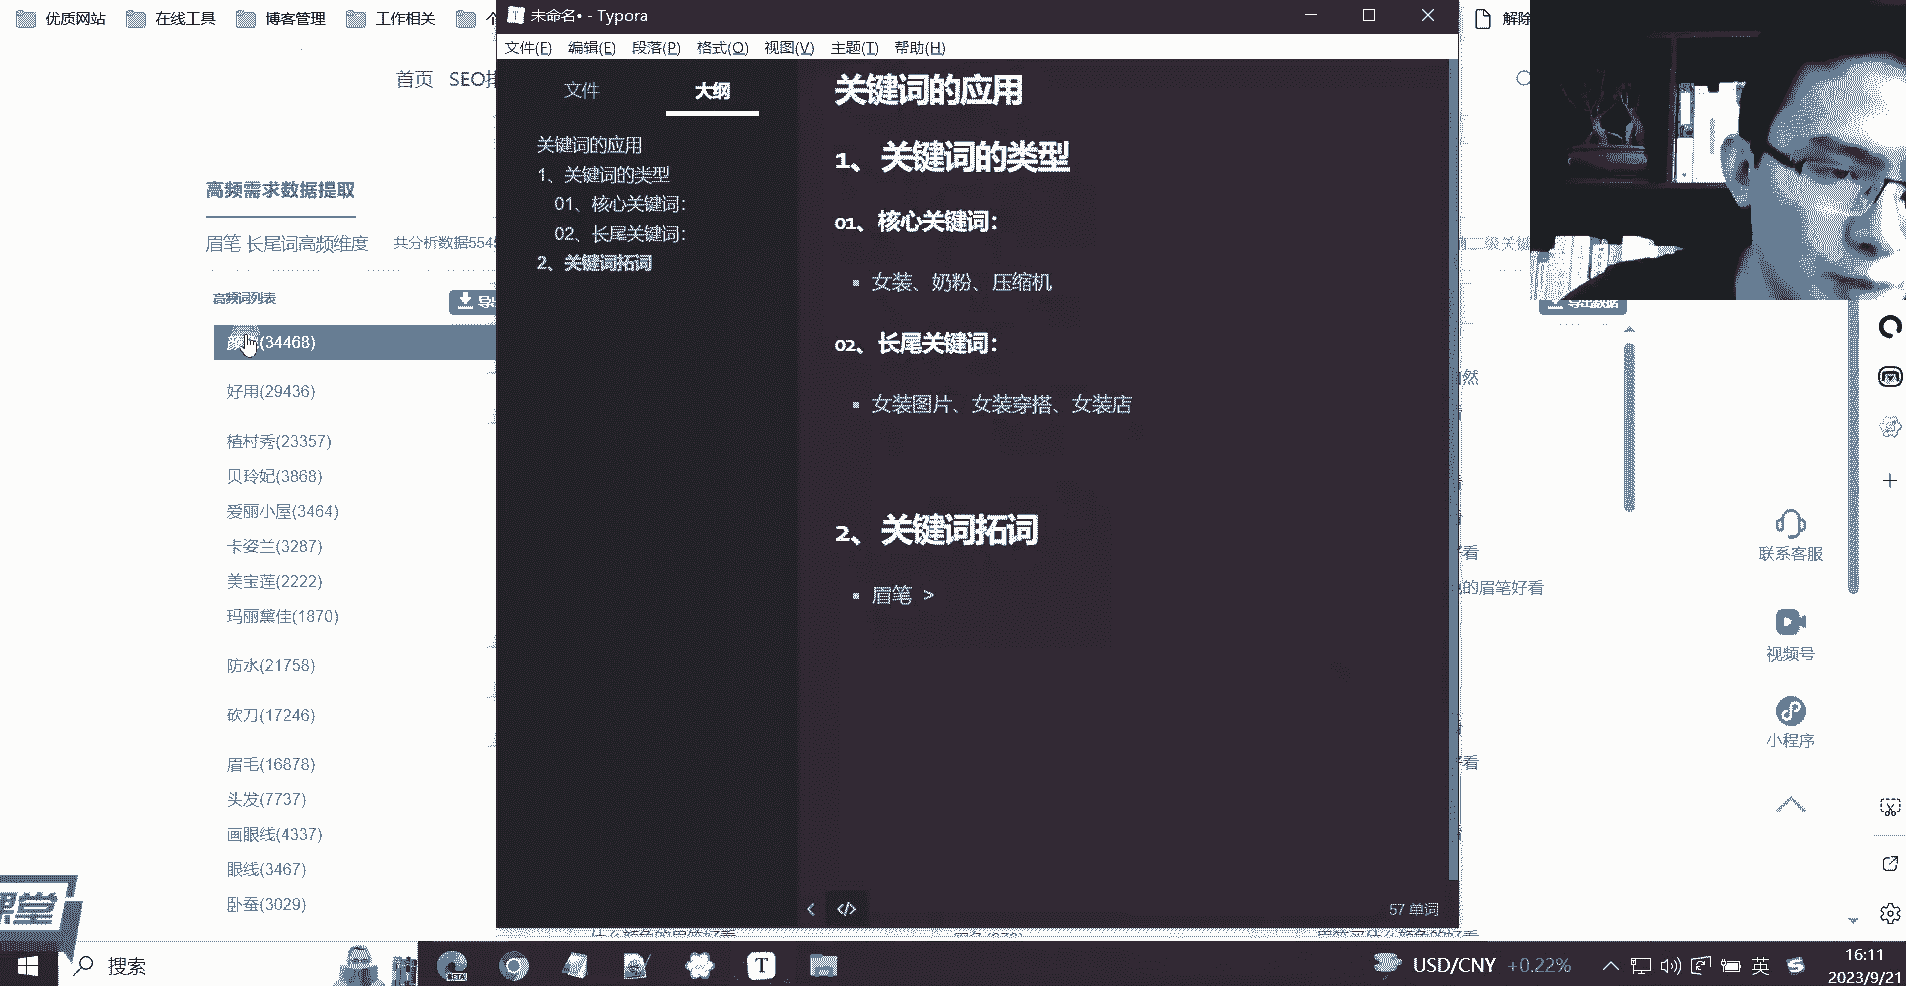 优质网站
在线工具
博客管理
工作相关
未命名• - Typora
解除
文件(F) 编辑(E) 段落(P) 格式(O) 视图(V) 主题(T) 帮助(H)
首页
文件
大纲
关键词的应用
1、关键词的类型
01、核心关键词：
02、长尾关键词：
2、关键词拓词
关键词的应用
1、 关键词的类型
01、核心关键词：
女装、奶粉、压缩机
02、长尾关键词：
女装图片、女装穿搭、女装店
2、 关键词拓词
眉笔 >
57 单词
高频需求数据提取
眉笔 长尾词高频维度
共分析数据5545
高频词列表
(34468)
好用(29436)
植村秀(23357)
贝玲妃(3868)
爱丽小屋(3464)
卡姿兰(3287)
美宝莲(2222)
玛丽黛佳(1870)
防水(21758)
砍刀(17246)
眉毛(16878)
头发(7737)
画眼线(4337)
眼线(3467)
卧蚕(3029)
的眉笔好看
联系客服
视频号
小程序
课堂
搜索
BETA
USD/CNY +0.22%
英
16:11
2023/9/21